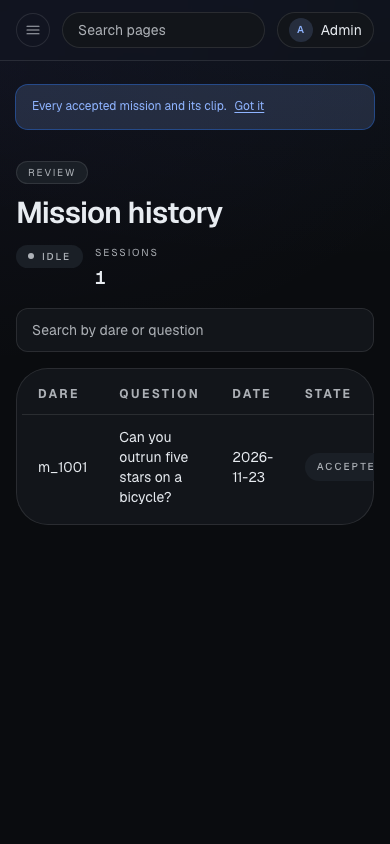 Search pages
A
Admin
Every accepted mission and its clip. Got it
REVIEW
Mission history
IDLE
SESSIONS
1
Search by dare or question
DARE QUESTION DATE STATE
m_1001
Can you
outrun five
stars on a
bicycle?
2026-
11-23
ACCEPTE